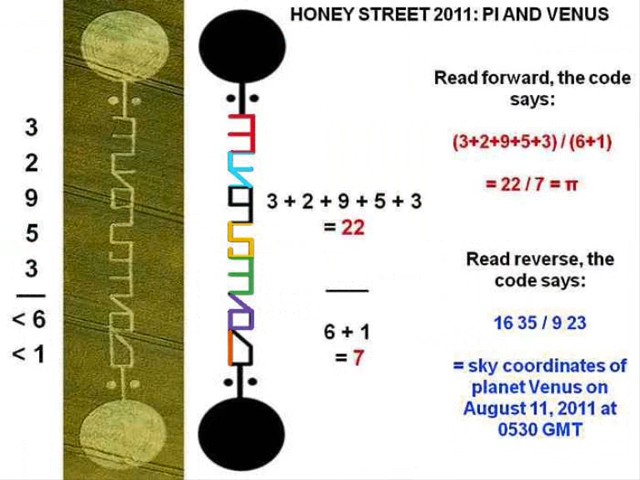 HONEY STREET 2011: PI AND VENUS
3
2
9
5
3
< 6
< 1
3 + 2 + 9 + 5 + 3
= 22
6 + 1
= 7
Read forward, the code
says:
(3+2+9+5+3) / (6+1)
= 22 / 7 = π
Read reverse, the
code says:
16 35 / 9 23
= sky coordinates of
planet Venus on
August 11, 2011 at
0530 GMT